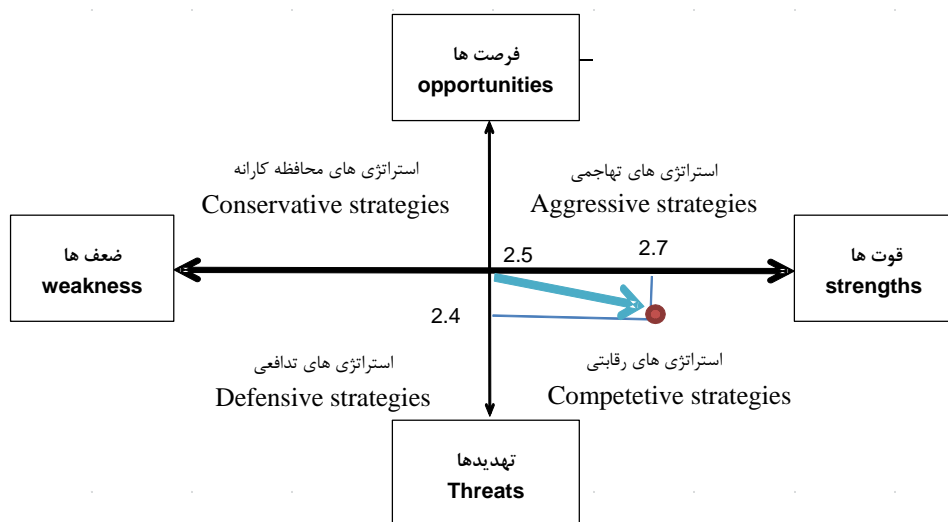 فرصت ها
opportunities
استراتژی های محافظه کارانه
Conservative strategies
استراتژی های تهاجمی
Aggressive strategies
ضعف ها
weakness
2.5
2.7
قوت ها
strengths
2.4
استراتژی های تدافعی
Defensive strategies
استراتژی های رقابتی
Competetive strategies
تهدیدها
Threats